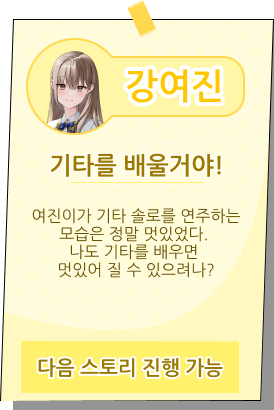 강여진
기타를 배울거야!
여진이가 기타 솔로를 연주하는
모습은 정말 멋있었다.
나도 기타를 배우면
멋있어 질 수 있으려나?
다음 스토리 진행 가능